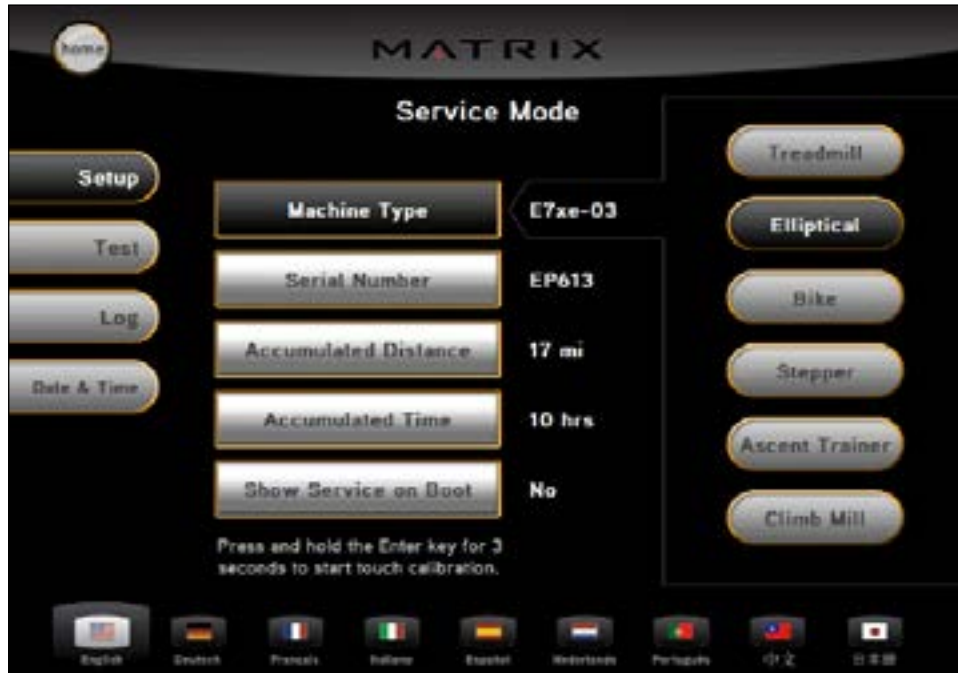 home
MATRIX
Service Mode
Setup
Test
Log
Date & Time
Machine Type
E7xe-03
Serial Number
EP613
Accumulated Distance
17 mi
Accumulated Time
10 hrs
Show Service on Boot
No
Press and hold the Enter key for 3
seconds to start touch calibration.
Treadmill
Elliptical
Bike
Stepper
Ascent Trainer
Climb Mill
English
Deutsch
Francais
Italiano
Español
Nederlands
Português
中文
日本語